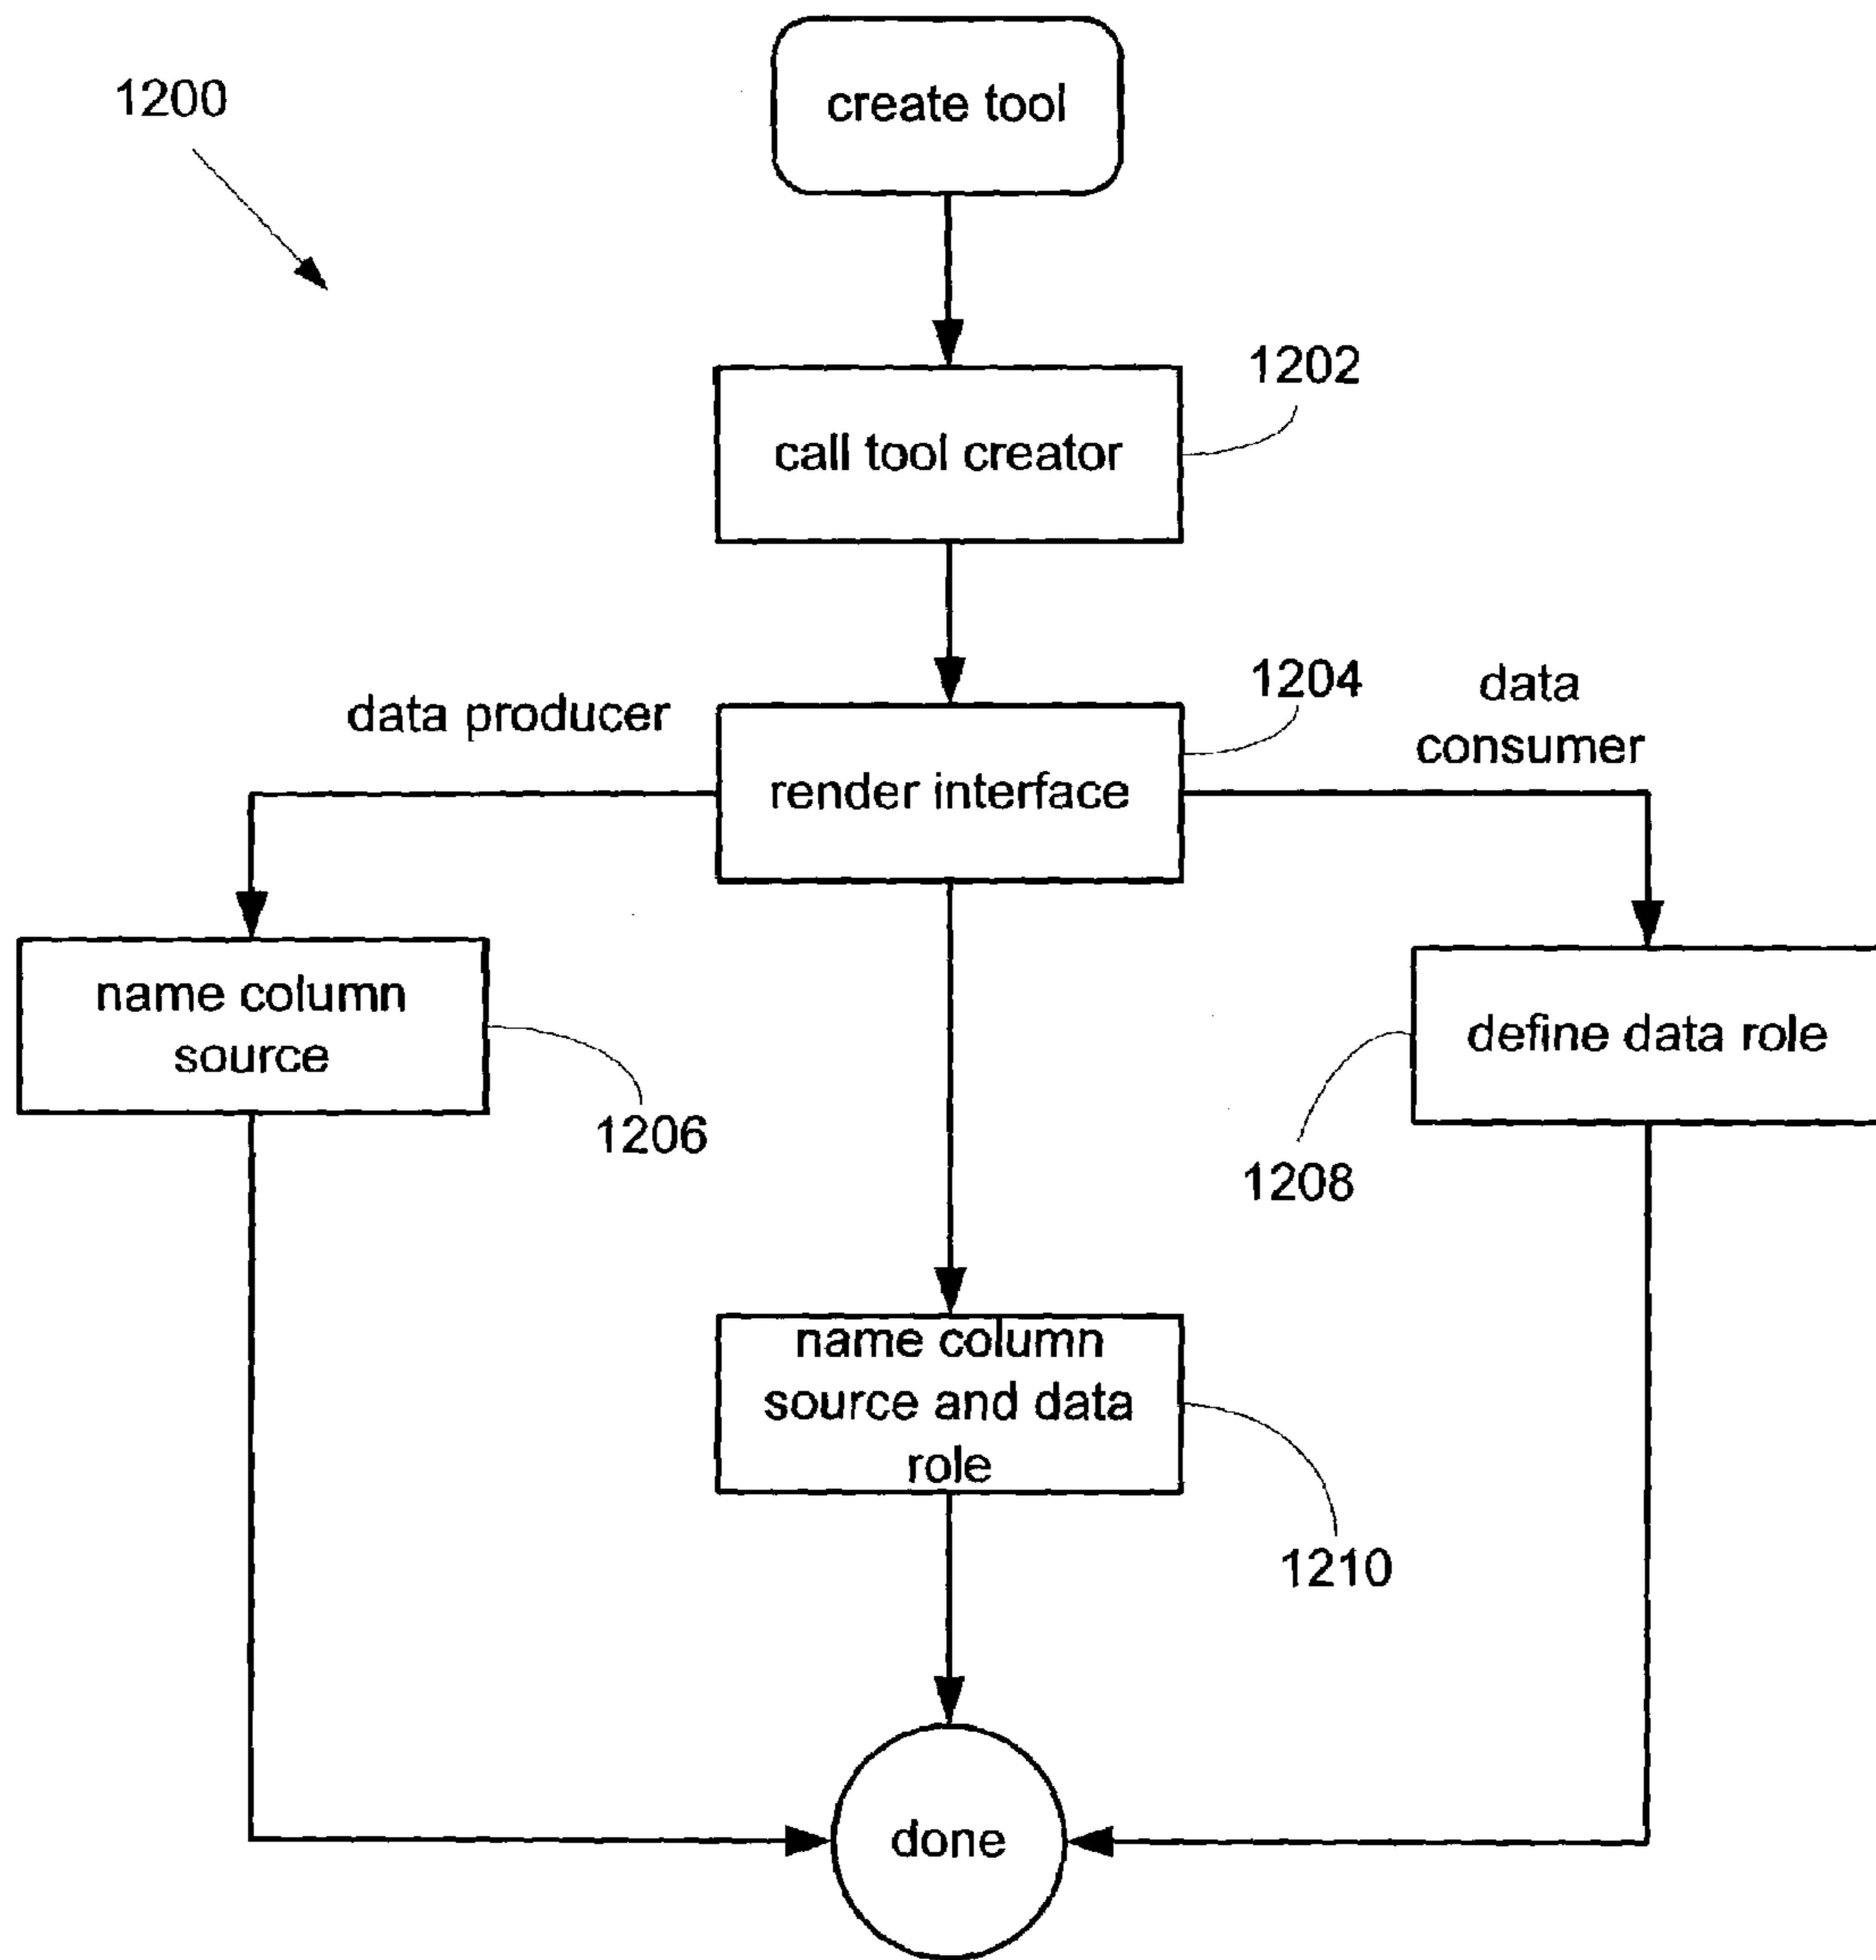 1200
create tool
1202
call tool creator
data producer
1204
data
consumer
render interface
name column
source
1206
define data role
1208
name column
source and data
role
1210
done